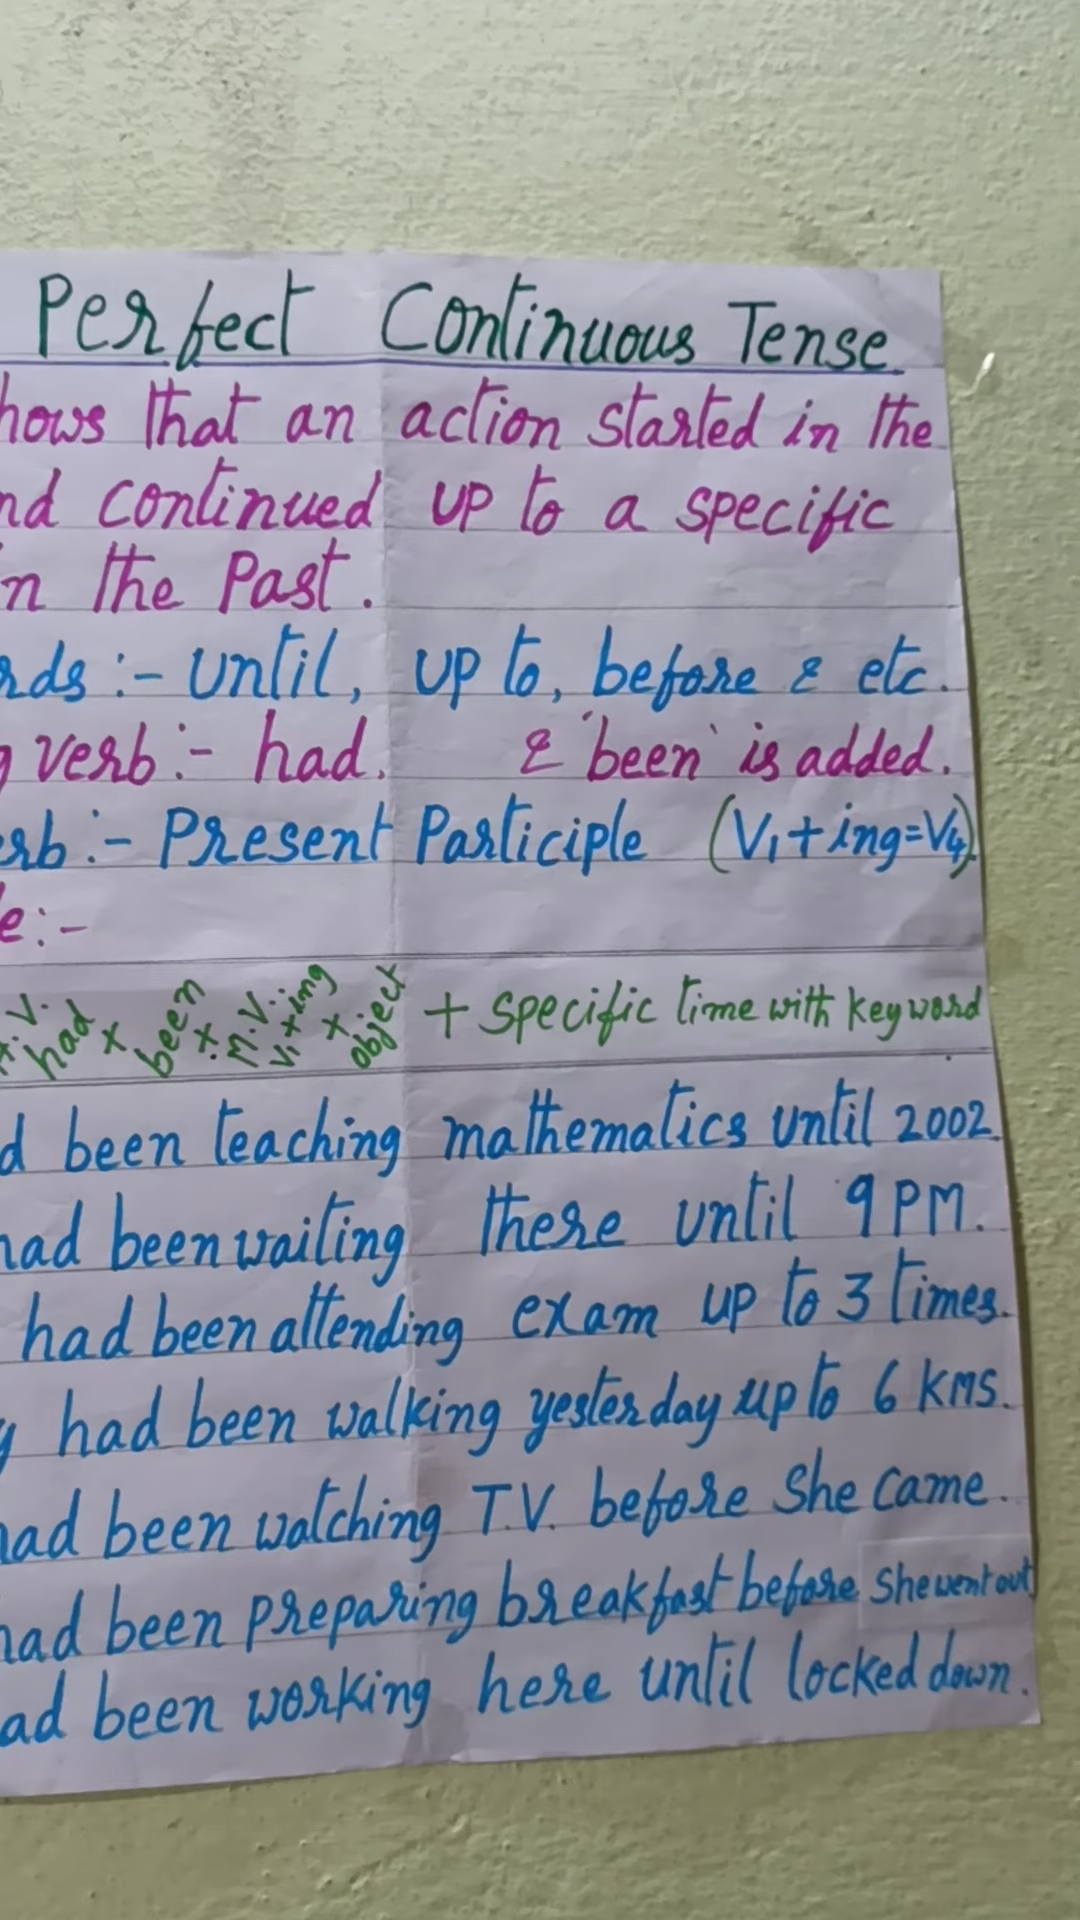 Perfect Continuous Tense
hows that an action started in the
nd continued up to a specific
n the Past.
rds :- until, up to, before & etc.
g verb :- had. & 'been' is added.
erb :- Present Participle (V1+ing=V4)
e:-
V. had x been x m.V. V1+ing x object + specific time with keyword
d been teaching mathematics until 2002.
had been waiting there until 9 PM.
had been attending exam up to 3 times.
y had been walking yesterday up to 6 kms.
had been watching T.V. before she came.
had been preparing breakfast before she went out
ad been working here until locked down.